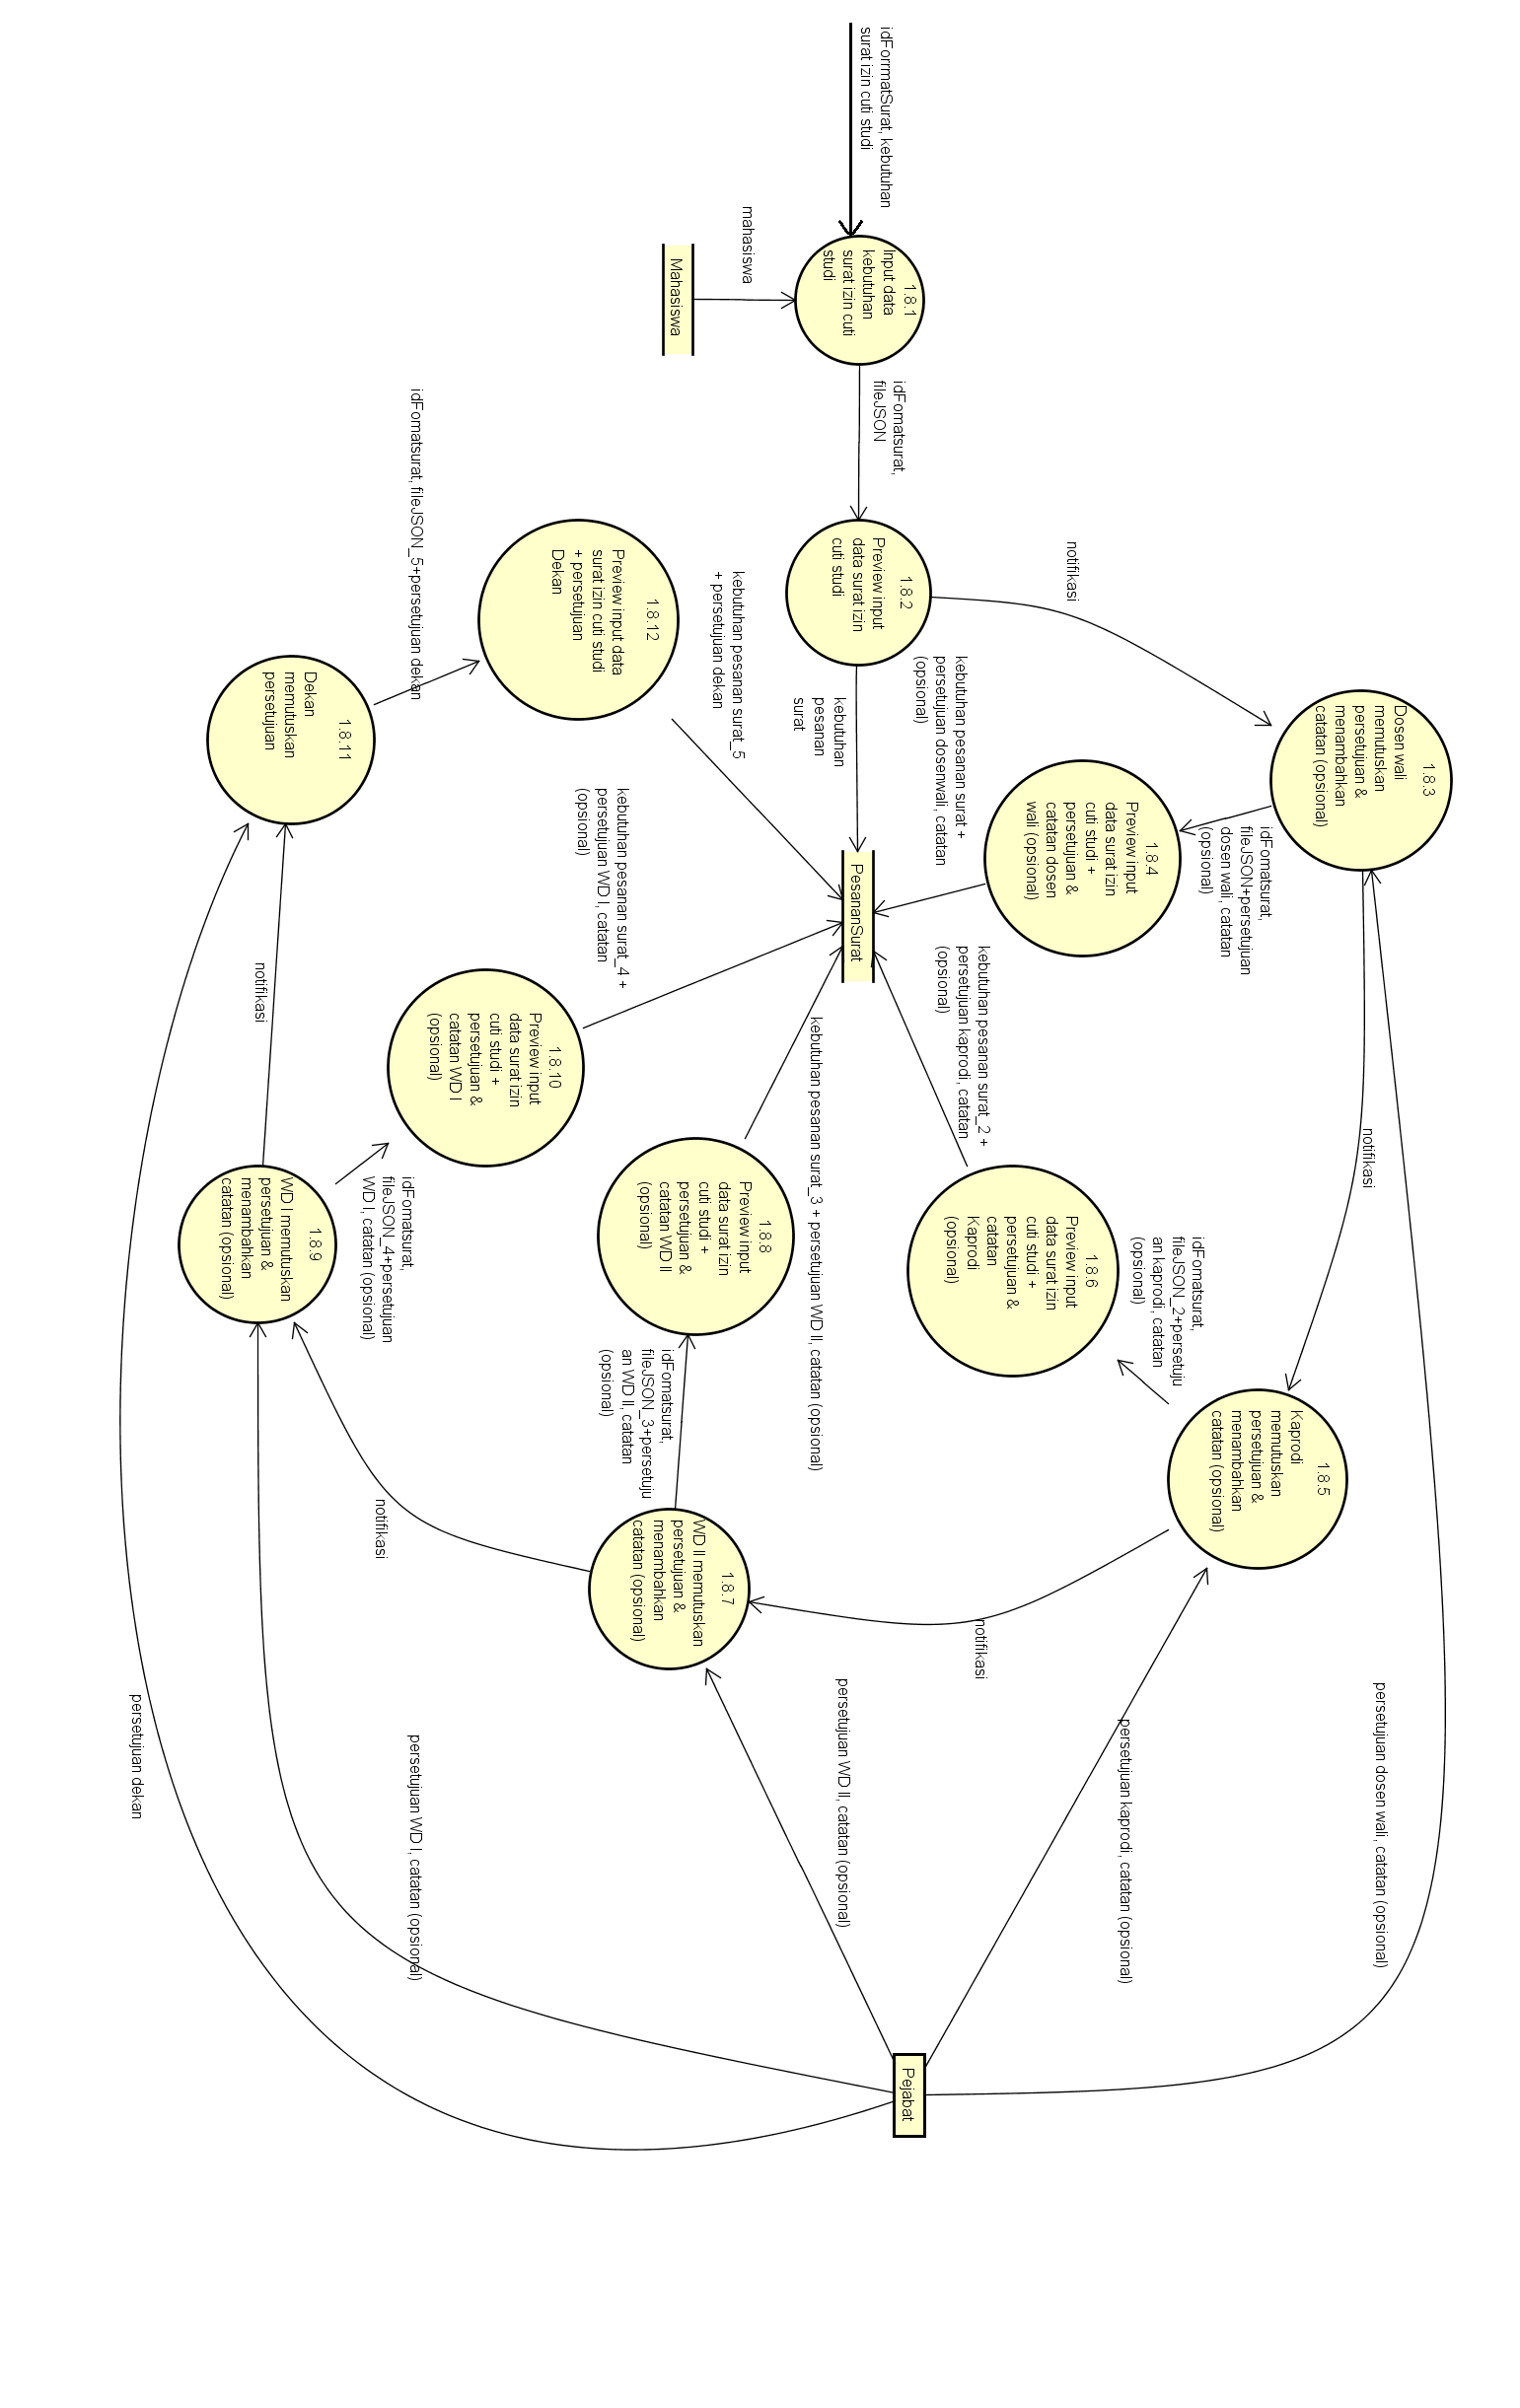 idForrmatSurat, kebutuhan
surat izin cuti studi
mahasiswa
Mahasiswa
1.8.1
Input data
kebutuhan
surat izin cuti
studi
idFomatsurat,
fileJSON
1.8.2
Preview input
data surat izin
cuti studi
notifikasi
kebutuhan
pesanan
surat
1.8.3
Dosen wali
memutuskan
persetujuan &
menambahkan
catatan (opsional)
idFomatsurat,
fileJSON+persetujuan
dosen wali, catatan
(opsional)
1.8.4
Preview input
data surat izin
cuti studi +
persetujuan &
catatan dosen
wali (opsional)
kebutuhan pesanan surat +
persetujuan dosenwali, catatan
(opsional)
PesananSurat
notifikasi
1.8.5
Kaprodi
memutuskan
persetujuan &
menambahkan
catatan (opsional)
idFomatsurat,
fileJSON_2+persetuju
an kaprodi, catatan
(opsional)
1.8.6
Preview input
data surat izin
cuti studi +
persetujuan &
catatan
Kaprodi
(opsional)
kebutuhan pesanan surat_2 +
persetujuan kaprodi, catatan
(opsional)
notifikasi
1.8.7
WD II memutuskan
persetujuan &
menambahkan
catatan (opsional)
idFomatsurat,
fileJSON_3+persetuju
an WD II, catatan
(opsional)
1.8.8
Preview input
data surat izin
cuti studi +
persetujuan &
catatan WD II
(opsional)
kebutuhan pesanan surat_3 + persetujuan WD II, catatan (opsional)
notifikasi
1.8.9
WD I memutuskan
persetujuan &
menambahkan
catatan (opsional)
idFomatsurat,
fileJSON_4+persetujuan
WD I, catatan (opsional)
1.8.10
Preview input
data surat izin
cuti studi +
persetujuan &
catatan WD I
(opsional)
kebutuhan pesanan surat_4 +
persetujuan WD I, catatan
(opsional)
notifikasi
1.8.11
Dekan
memutuskan
persetujuan
idFomatsurat, fileJSON_5+persetujuan dekan
1.8.12
Preview input data
surat izin cuti studi
+ persetujuan
Dekan
kebutuhan pesanan surat_5
+ persetujuan dekan
persetujuan dosen wali, catatan (opsional)
persetujuan kaprodi, catatan (opsional)
persetujuan WD II, catatan (opsional)
persetujuan WD I, catatan (opsional)
persetujuan dekan
Pejabat